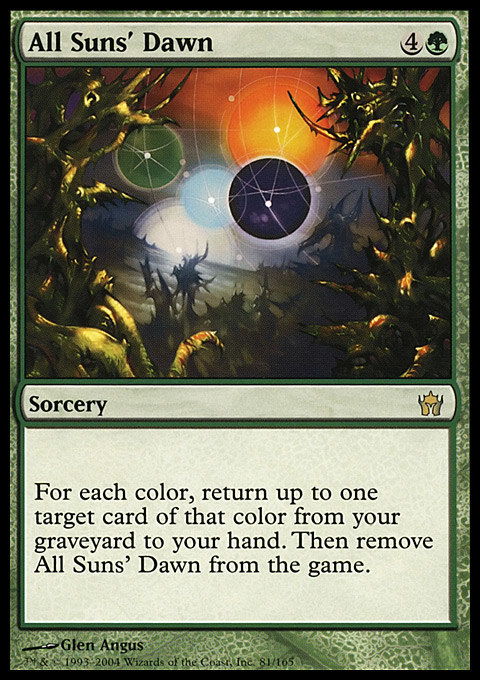 All Suns' Dawn 4
Sorcery
For each color, return up to one
target card of that color from your
graveyard to your hand. Then remove
All Suns' Dawn from the game.
Glen Angus
™ & © 1993–2004 Wizards of the Coast, Inc. 81/165